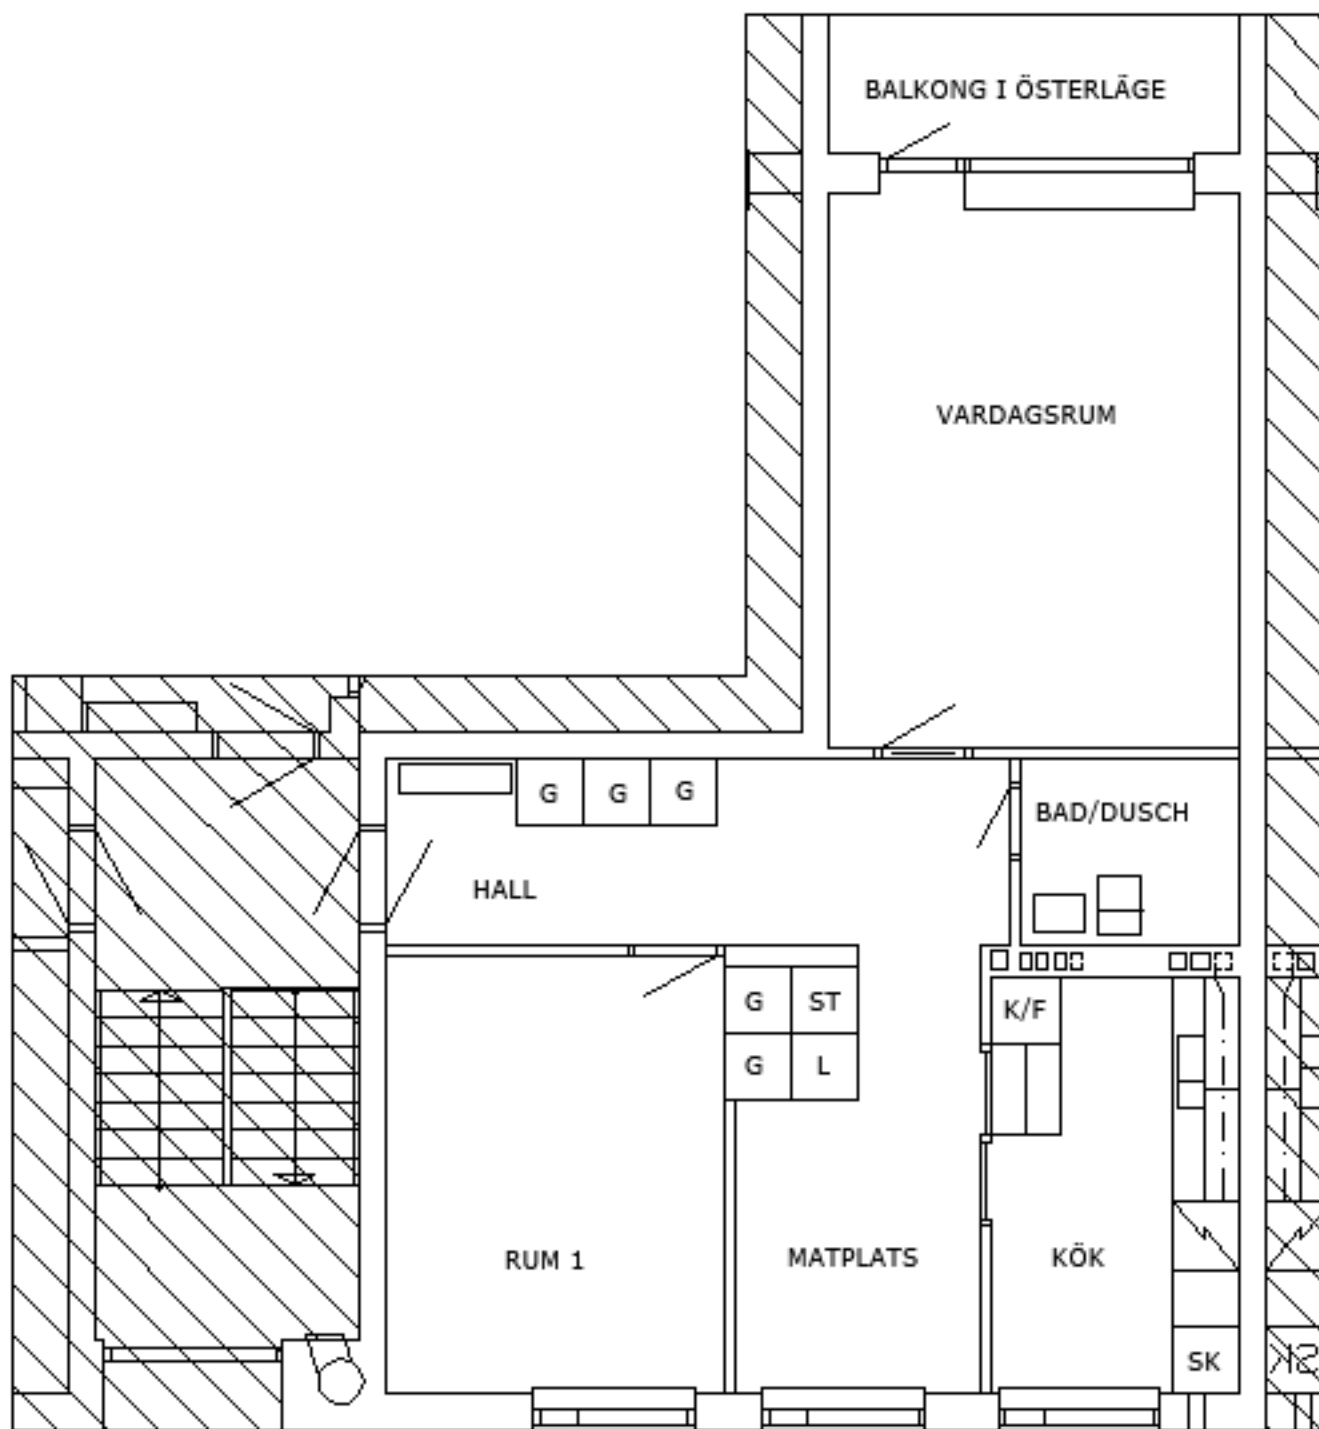 BALKONG I ÖSTERLÄGE
VARDAGSRUM
G G G
BAD/DUSCH
HALL
G ST
K/F
G L
RUM 1
MATPLATS
KÖK
SK